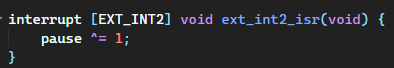 interrupt [EXT_INT2] void ext_int2_isr(void) {
    pause ^= 1;
}